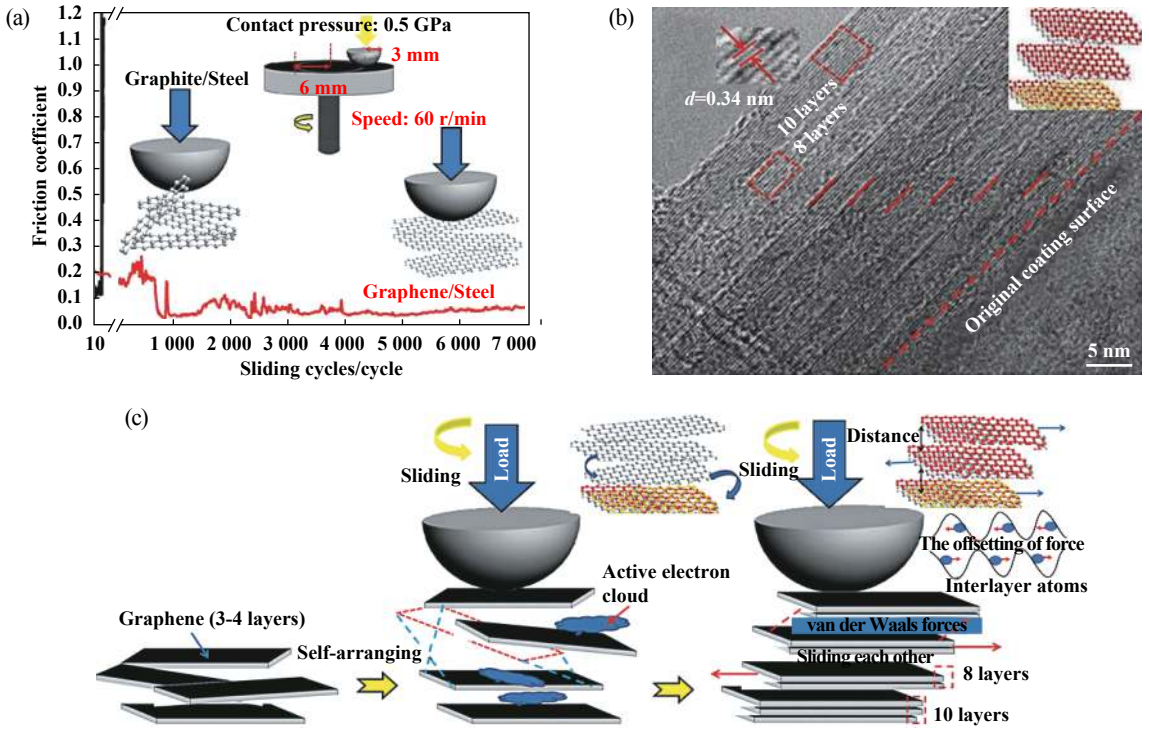 (a)
Contact pressure: 0.5 GPa
3 mm
6 mm
Graphite/Steel
Speed: 60 r/min
Graphene/Steel
Friction coefficient
1.2
1.1
1.0
0.9
0.8
0.7
0.6
0.5
0.4
0.3
0.2
0.1
0.0
10 1 000 2 000 3 000 4 000 5 000 6 000 7 000
Sliding cycles/cycle
(b)
d=0.34 nm
10 layers
8 layers
Original coating surface
5 nm
(c)
Graphene (3-4 layers)
Self-arranging
Sliding
Load
Active electron
cloud
Sliding
Load
Distance
The offsetting of force
Interlayer atoms
van der Waals forces
Sliding each other
8 layers
10 layers